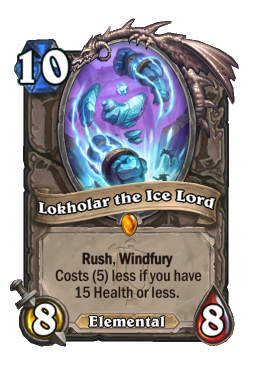 10
Lokholar the Ice Lord
Rush, Windfury
Costs (5) less if you have
15 Health or less.
8
Elemental
8